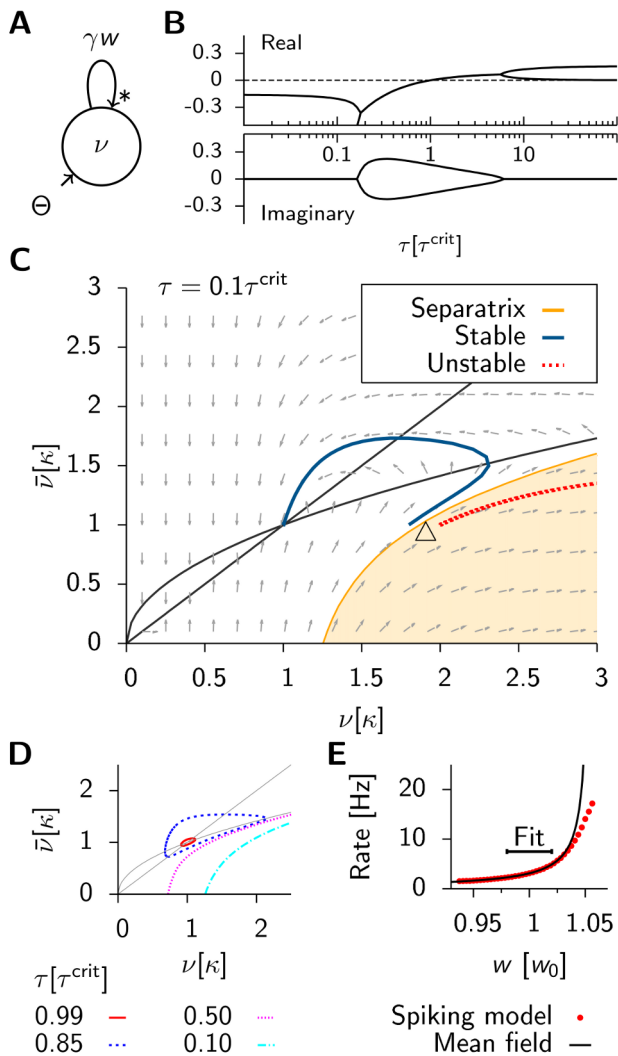 A
γw
*
ν
Θ
B
Real
0.3
0
-0.3
0.1
1
10
0.3
0
-0.3
Imaginary
τ[τ^crit]
C
τ = 0.1τ^crit
Separatrix
Stable
Unstable
3
2.5
2
1.5
1
0.5
0
ν̄[κ]
0 0.5 1 1.5 2 2.5 3
ν[κ]
D
2
1
0
ν̄[κ]
0 1 2
ν[κ]
E
Rate [Hz]
20
10
0
Fit
0.95 1 1.05
w [w₀]
τ[τ^crit]
0.99
0.50
0.85
0.10
Spiking model
Mean field